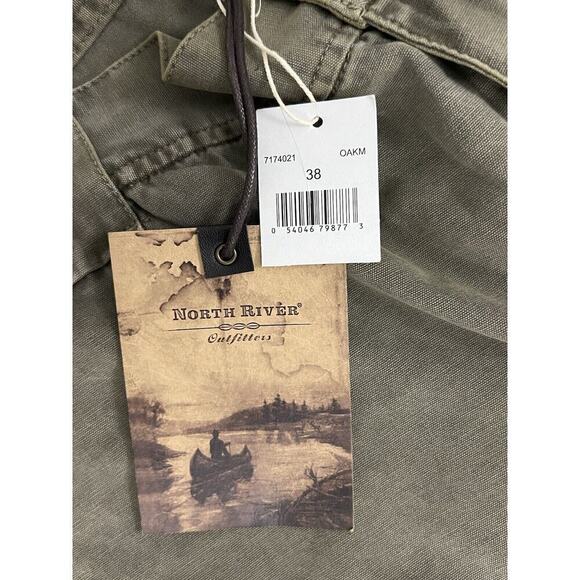 7174021 OAKM
38
0 54046 79877 3
NORTH RIVER®
Outfitters